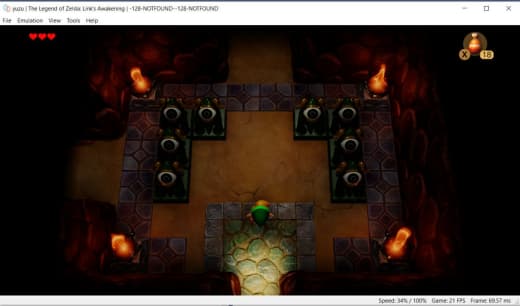 yuzu | The Legend of Zelda: Link's Awakening | -128-NOTFOUND--128-NOTFOUND
File Emulation View Tools Help
X 18
Speed: 34% / 100% Game: 21 FPS Frame: 69.57 ms